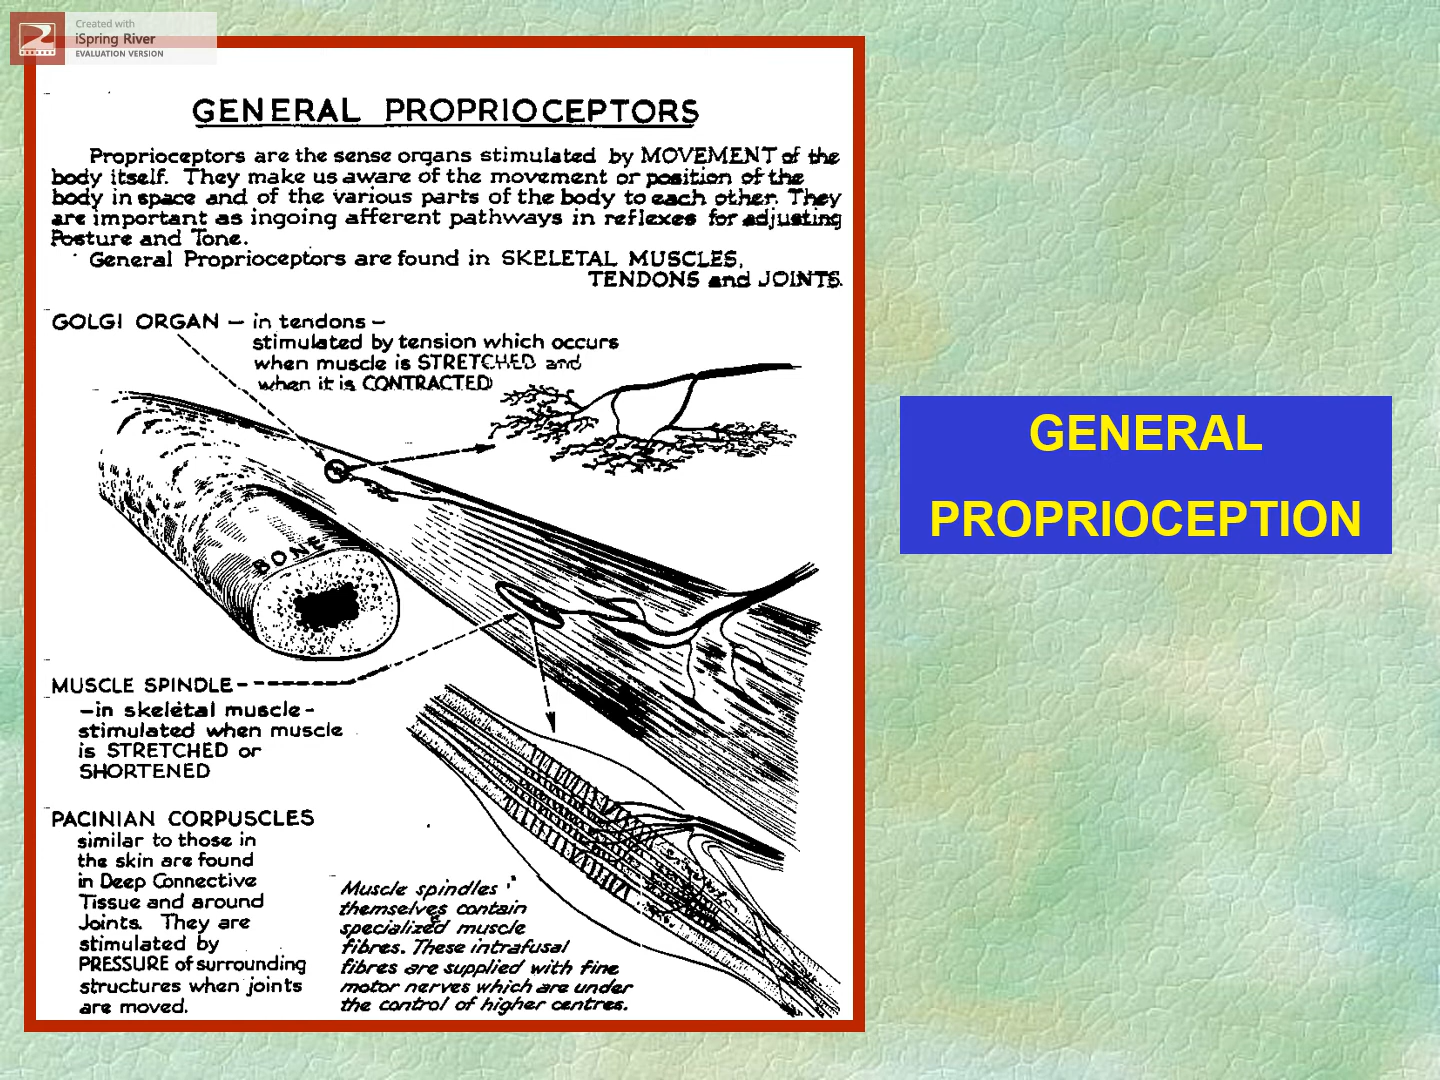 Created with
iSpring River
EVALUATION VERSION
GENERAL PROPRIOCEPTORS
Proprioceptors are the sense organs stimulated by MOVEMENT of the
body itself. They make us aware of the movement or position of the
body in space and of the various parts of the body to each other. They
are important as ingoing afferent pathways in reflexes for adjusting
Posture and Tone.
General Proprioceptors are found in SKELETAL MUSCLES,
TENDONS and JOINTS.
GOLGI ORGAN – in tendons –
stimulated by tension which occurs
when muscle is STRETCHED and
when it is CONTRACTED
BONE
MUSCLE SPINDLE
–in skeletal muscle–
stimulated when muscle
is STRETCHED or
SHORTENED
PACINIAN CORPUSCLES
similar to those in
the skin are found
in Deep Connective
Tissue and around
Joints. They are
stimulated by
PRESSURE of surrounding
structures when joints
are moved.
Muscle spindles
themselves contain
specialized muscle
fibres. These intrafusal
fibres are supplied with fine
motor nerves which are under
the control of higher centres.
GENERAL
PROPRIOCEPTION